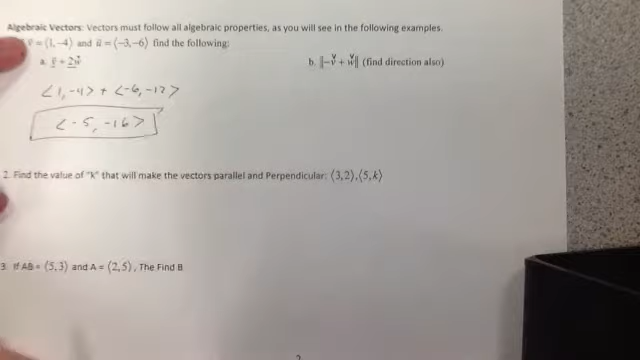 Algebraic Vectors: Vectors must follow all algebraic properties, as you will see in the following examples.
v = ⟨1,−4⟩ and u = ⟨−3,−6⟩ find the following:
a. v + 2w
b. ‖−v + w‖ (find direction also)
<1, -4> + <-6, -12>
<-5, -16>
2. Find the value of "k" that will make the vectors parallel and Perpendicular: ⟨3,2⟩,⟨5,k⟩
3. If AB = ⟨5,3⟩ and A = ⟨2,5⟩, The Find B